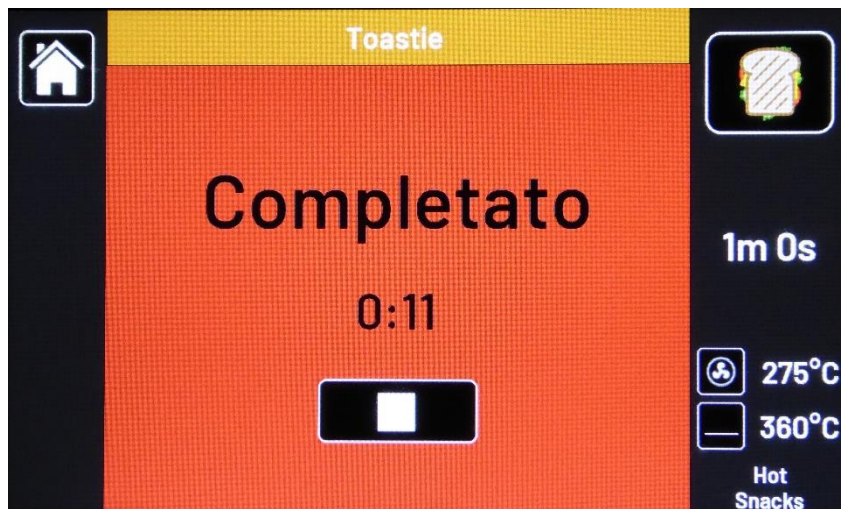 Toastie
Completato
0:11
1m 0s
275°C
360°C
Hot
Snacks